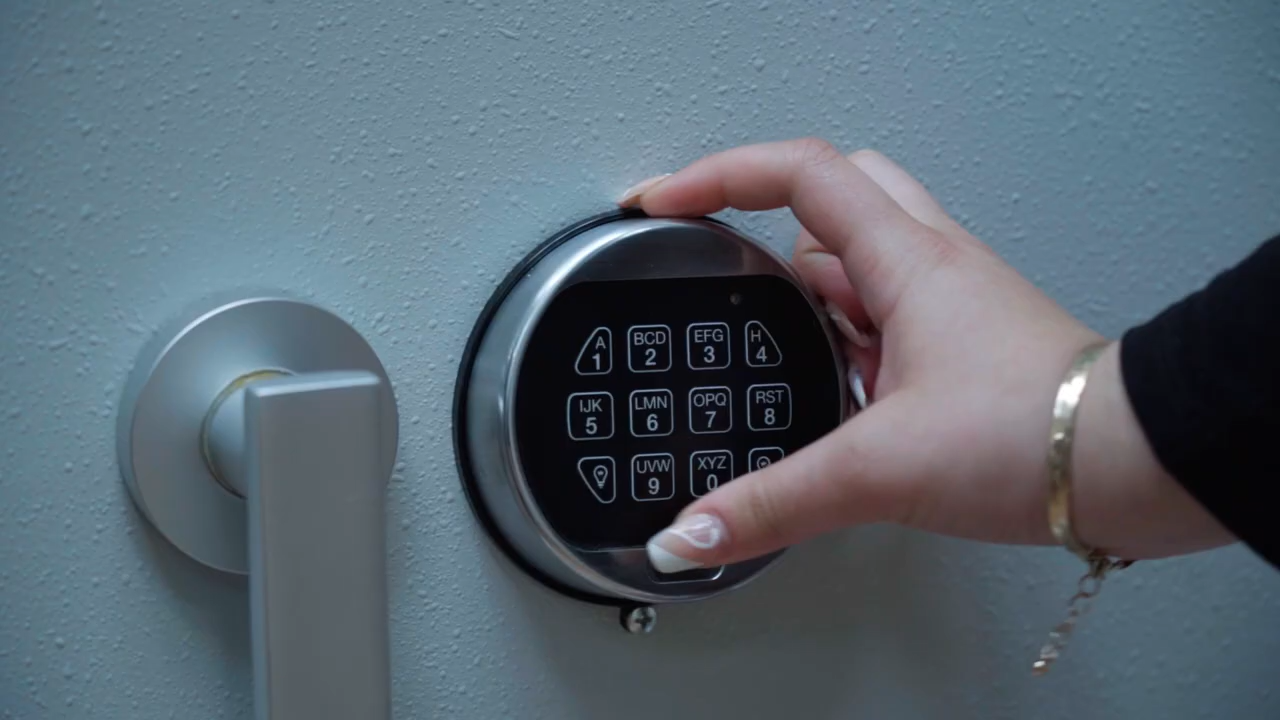 A BCD EFG H
1 2 3 4
IJK LMN OPQ RST
5 6 7 8
UVW XYZ
9 0